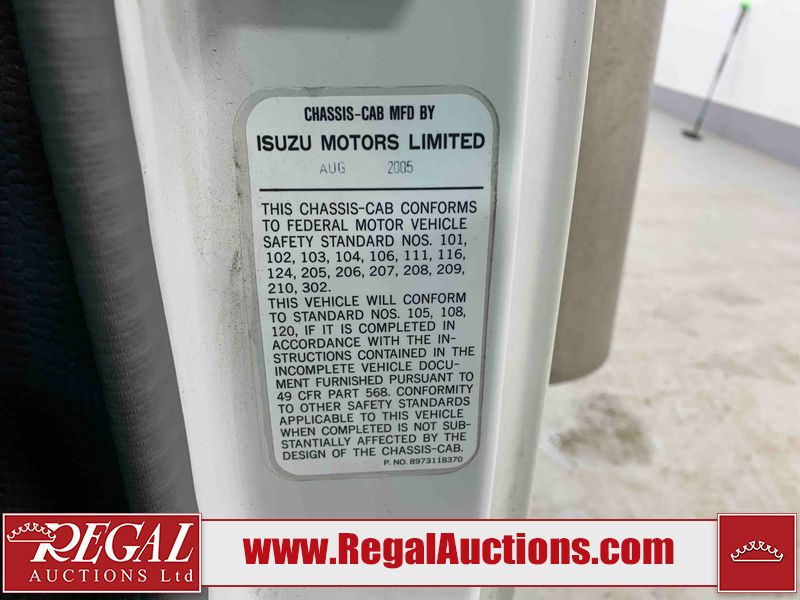 CHASSIS-CAB MFD BY
ISUZU MOTORS LIMITED
AUG 2005
THIS CHASSIS-CAB CONFORMS
TO FEDERAL MOTOR VEHICLE
SAFETY STANDARD NOS. 101,
102, 103, 104, 106, 111, 116,
124, 205, 206, 207, 208, 209,
210, 302.
THIS VEHICLE WILL CONFORM
TO STANDARD NOS. 105, 108,
120, IF IT IS COMPLETED IN
ACCORDANCE WITH THE IN-
STRUCTIONS CONTAINED IN THE
INCOMPLETE VEHICLE DOCU-
MENT FURNISHED PURSUANT TO
49 CFR PART 568. CONFORMITY
TO OTHER SAFETY STANDARDS
APPLICABLE TO THIS VEHICLE
WHEN COMPLETED IS NOT SUB-
STANTIALLY AFFECTED BY THE
DESIGN OF THE CHASSIS-CAB.
P. NO. 8973118370
REGAL
AUCTIONS Ltd
www.RegalAuctions.com